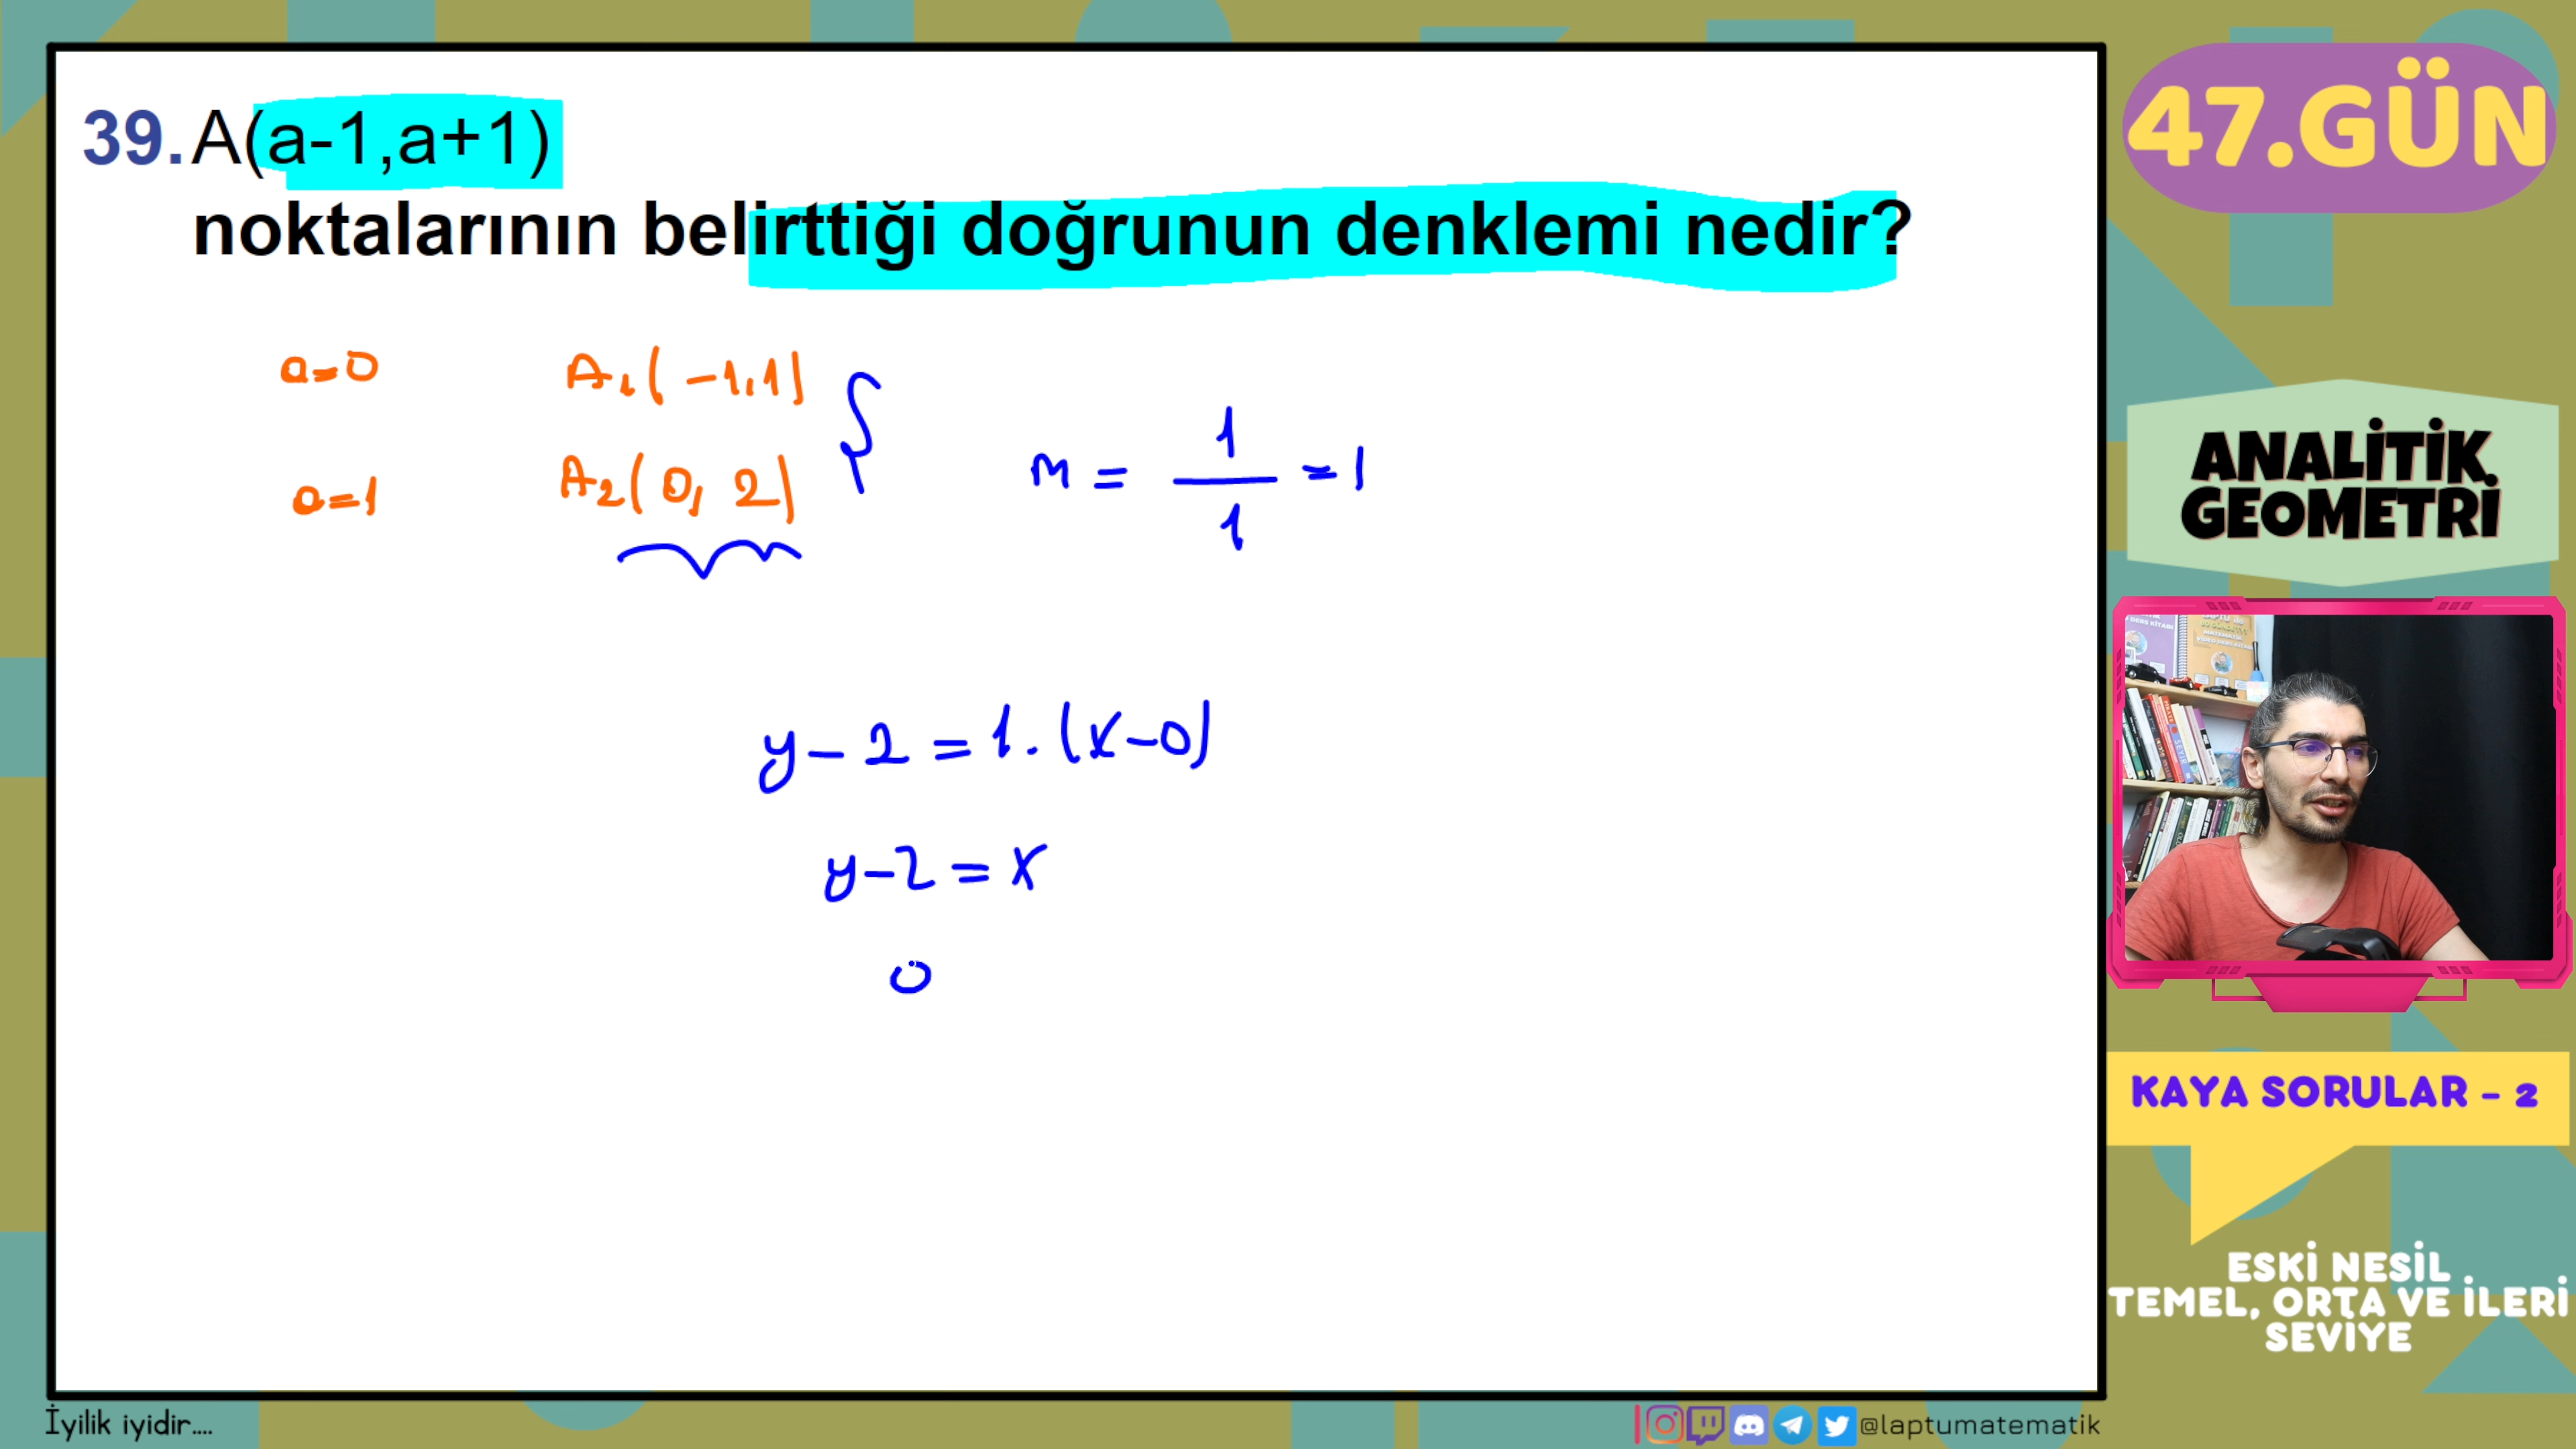 39. A(a-1,a+1)
noktalarının belirttiği doğrunun denklemi nedir?
a=0 A₁(-1,1)
a=1 A₂(0, 2)
m = 1/1 = 1
y-2 = 1.(x-0)
y-2 = x
0
47.GÜN
ANALİTİK
GEOMETRİ
KAYA SORULAR - 2
ESKİ NESİL
TEMEL, ORTA VE İLERİ
SEVİYE
İyilik iyidir....
@laptumatematik